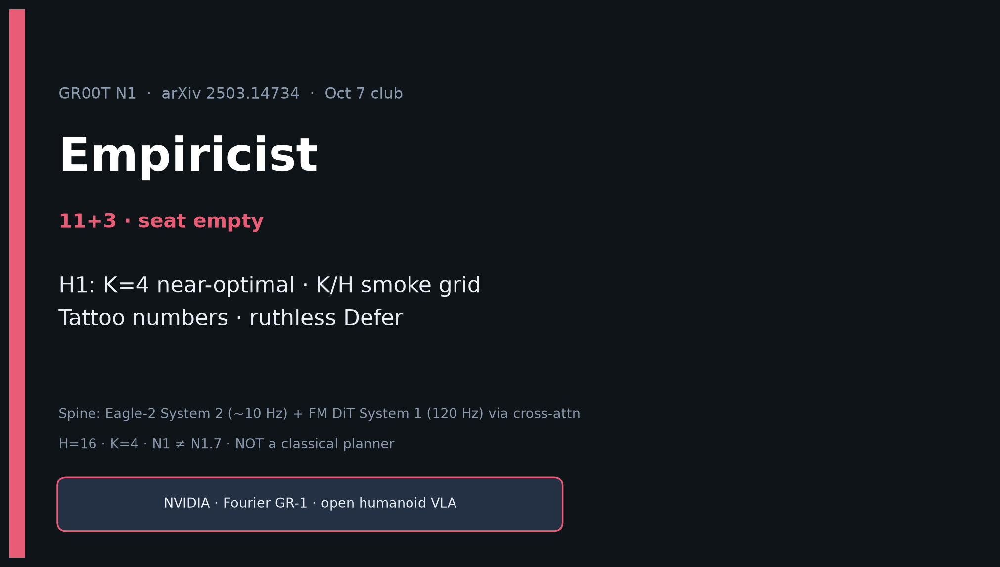 GR00T N1 · arXiv 2503.14734 · Oct 7 club
Empiricist
11+3 · seat empty
H1: K=4 near-optimal · K/H smoke grid
Tattoo numbers · ruthless Defer
Spine: Eagle-2 System 2 (~10 Hz) + FM DiT System 1 (120 Hz) via cross-attn
H=16 · K=4 · N1 ≠ N1.7 · NOT a classical planner
NVIDIA · Fourier GR-1 · open humanoid VLA